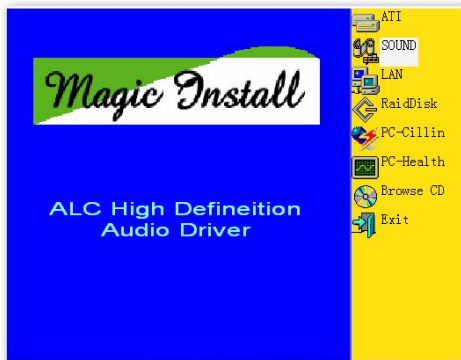 Magic Install
ALC High Defineition
Audio Driver
ATI
SOUND
LAN
RaidDisk
PC-Cillin
PC-Health
Browse CD
Exit